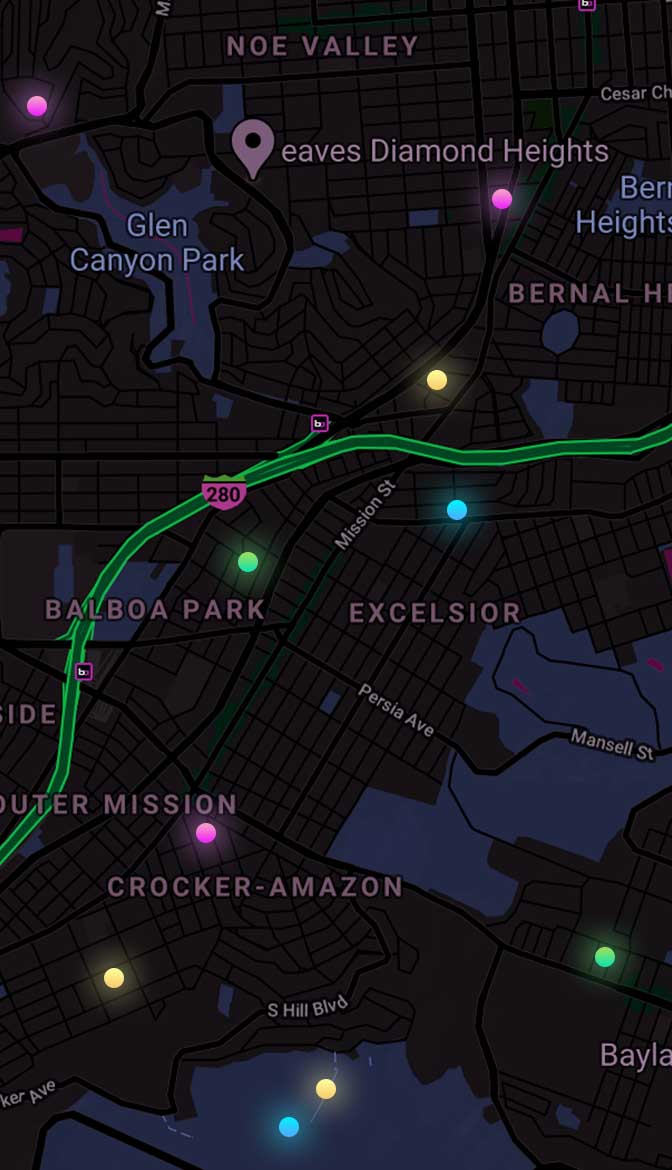 NOE VALLEY
Cesar Ch
eaves Diamond Heights
Bern
Heights
Glen
Canyon Park
BERNAL HE
280
Mission St
BALBOA PARK
EXCELSIOR
SIDE
Persia Ave
Mansell St
OUTER MISSION
CROCKER-AMAZON
S Hill Blvd
Bayla
ker Ave